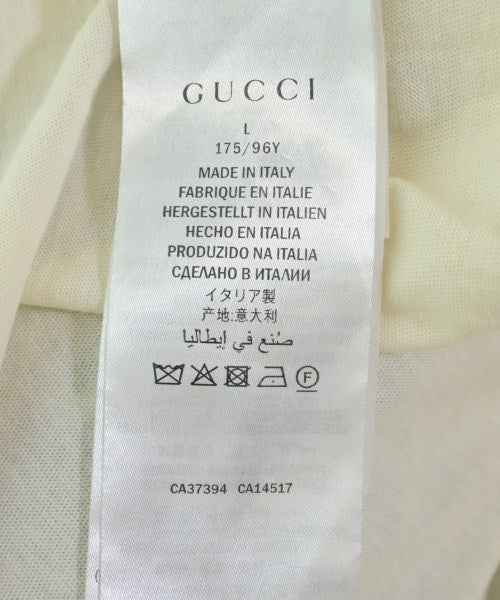 GUCCI
L
175/96Y
MADE IN ITALY
FABRIQUE EN ITALIE
HERGESTELLT IN ITALIEN
HECHO EN ITALIA
PRODUZIDO NA ITALIA
СДЕЛАНО В ИТАЛИИ
イタリア製
产地:意大利
صُنع في إيطاليا
F
CA37394 CA14517